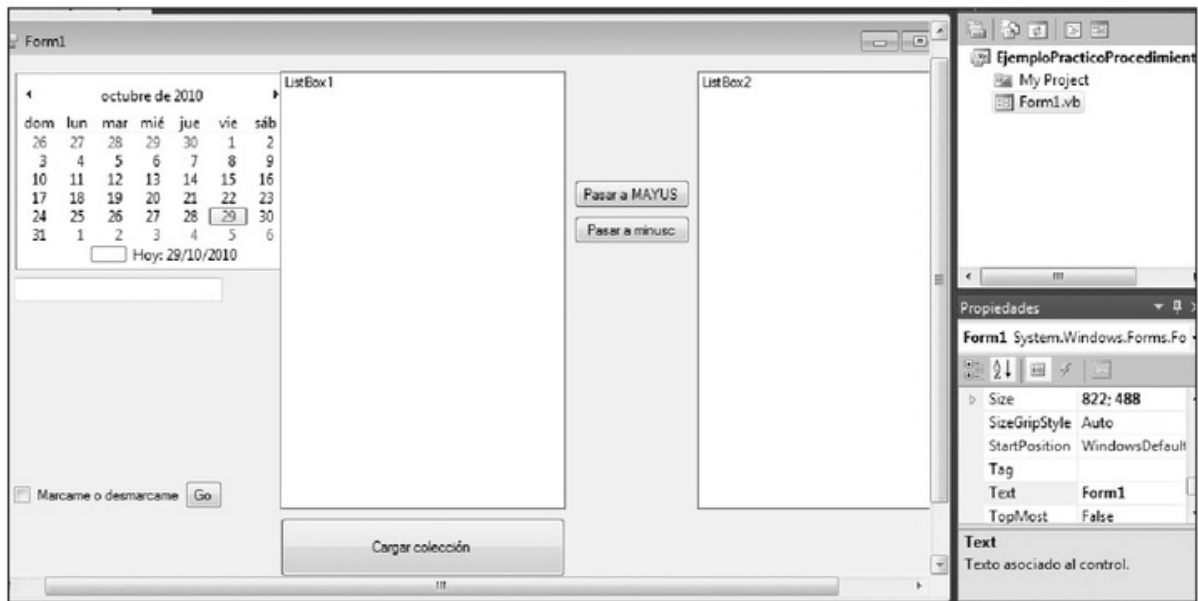 Form1
octubre de 2010
dom lun mar mié jue vie sáb
26 27 28 29 30 1 2
3 4 5 6 7 8 9
10 11 12 13 14 15 16
17 18 19 20 21 22 23
24 25 26 27 28 29 30
31 1 2 3 4 5 6
Hoy: 29/10/2010
Marcame o desmarcame
Go
ListBox1
Cargar colección
Pasar a MAYUS
Pasar a minusc
ListBox2
EjemploPracticoProcedimient
My Project
Form1.vb
Propiedades
Form1 System.Windows.Forms.Fo
Size 822; 488
SizeGripStyle Auto
StartPosition WindowsDefault
Tag
Text Form1
TopMost False
Text
Texto asociado al control.